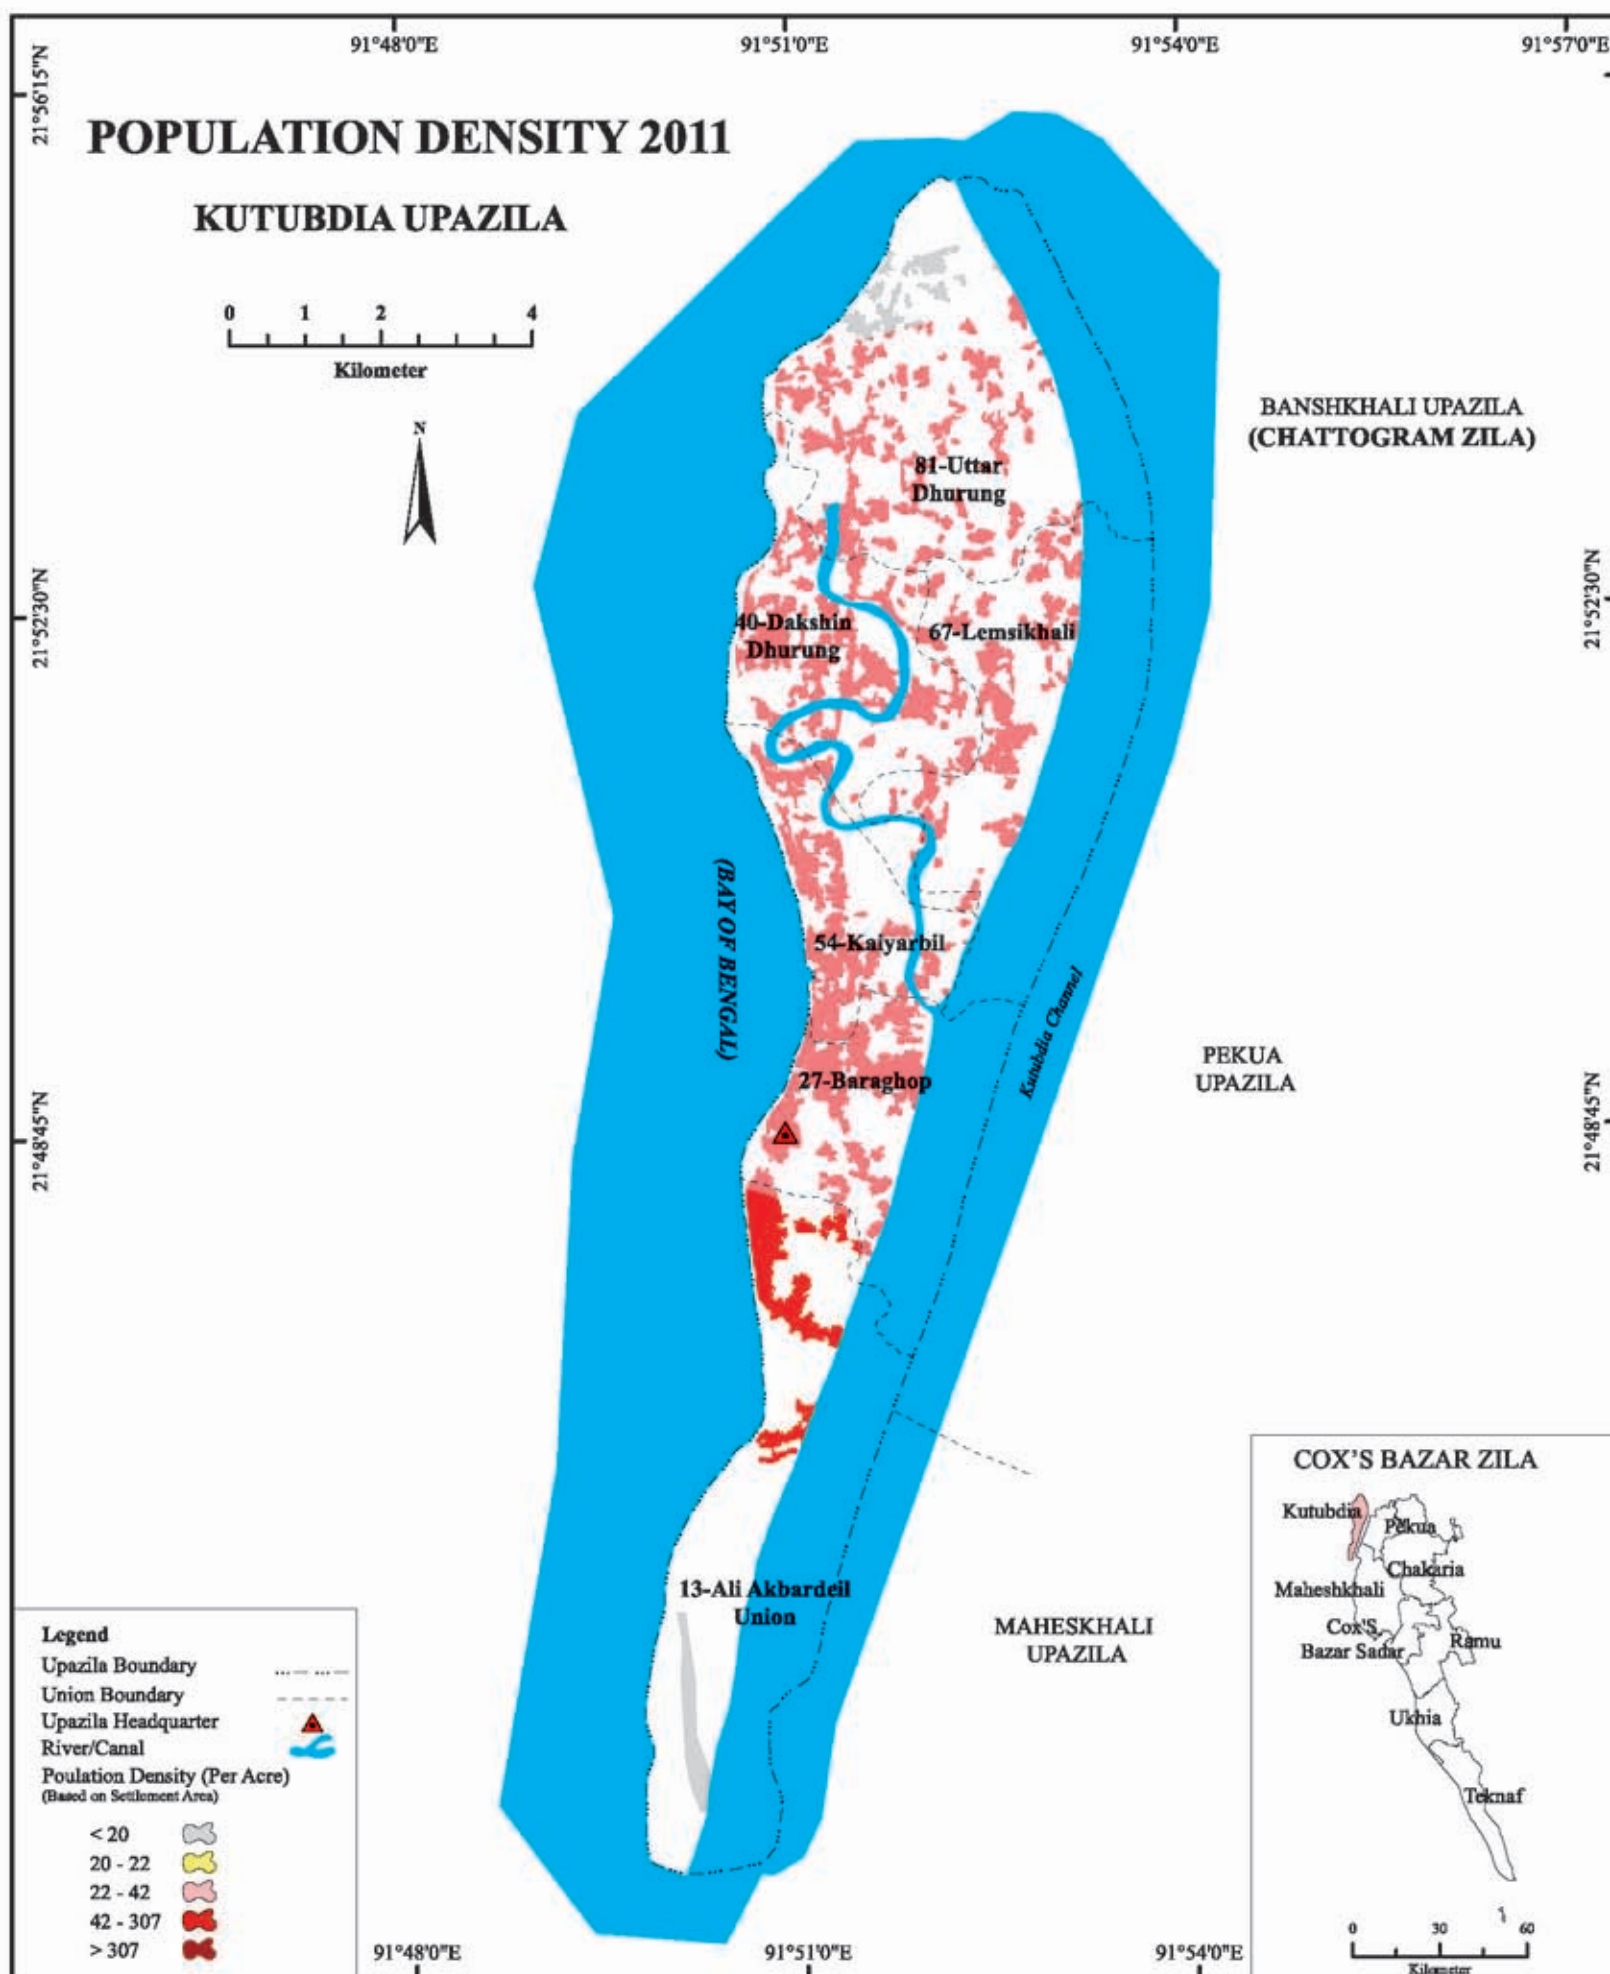 91°48'0"E
91°51'0"E
91°54'0"E
91°57'0"E
21°56'15"N
POPULATION DENSITY 2011
KUTUBDIA UPAZILA
0 1 2 4
Kilometer
N
BANSHKHALI UPAZILA
(CHATTOGRAM ZILA)
81-Uttar
Dhurung
21°52'30"N
21°52'30"N
40-Dakshin
Dhurung
67-Lemsikhali
(BAY OF BENGAL)
54-Kaiyarbil
Kutubdia Channel
PEKUA
UPAZILA
27-Baraghop
21°48'45"N
21°48'45"N
13-Ali Akbardeil
Union
MAHESKHALI
UPAZILA
COX'S BAZAR ZILA
Kutubdia
Pekua
Chakaria
Maheshkhali
Cox'S
Bazar Sadar
Ramu
Ukhia
Teknaf
0 30 60
Kilometer
Legend
Upazila Boundary
Union Boundary
Upazila Headquarter
River/Canal
Poulation Density (Per Acre)
(Based on Settlement Area)
< 20
20 - 22
22 - 42
42 - 307
> 307
91°48'0"E
91°51'0"E
91°54'0"E